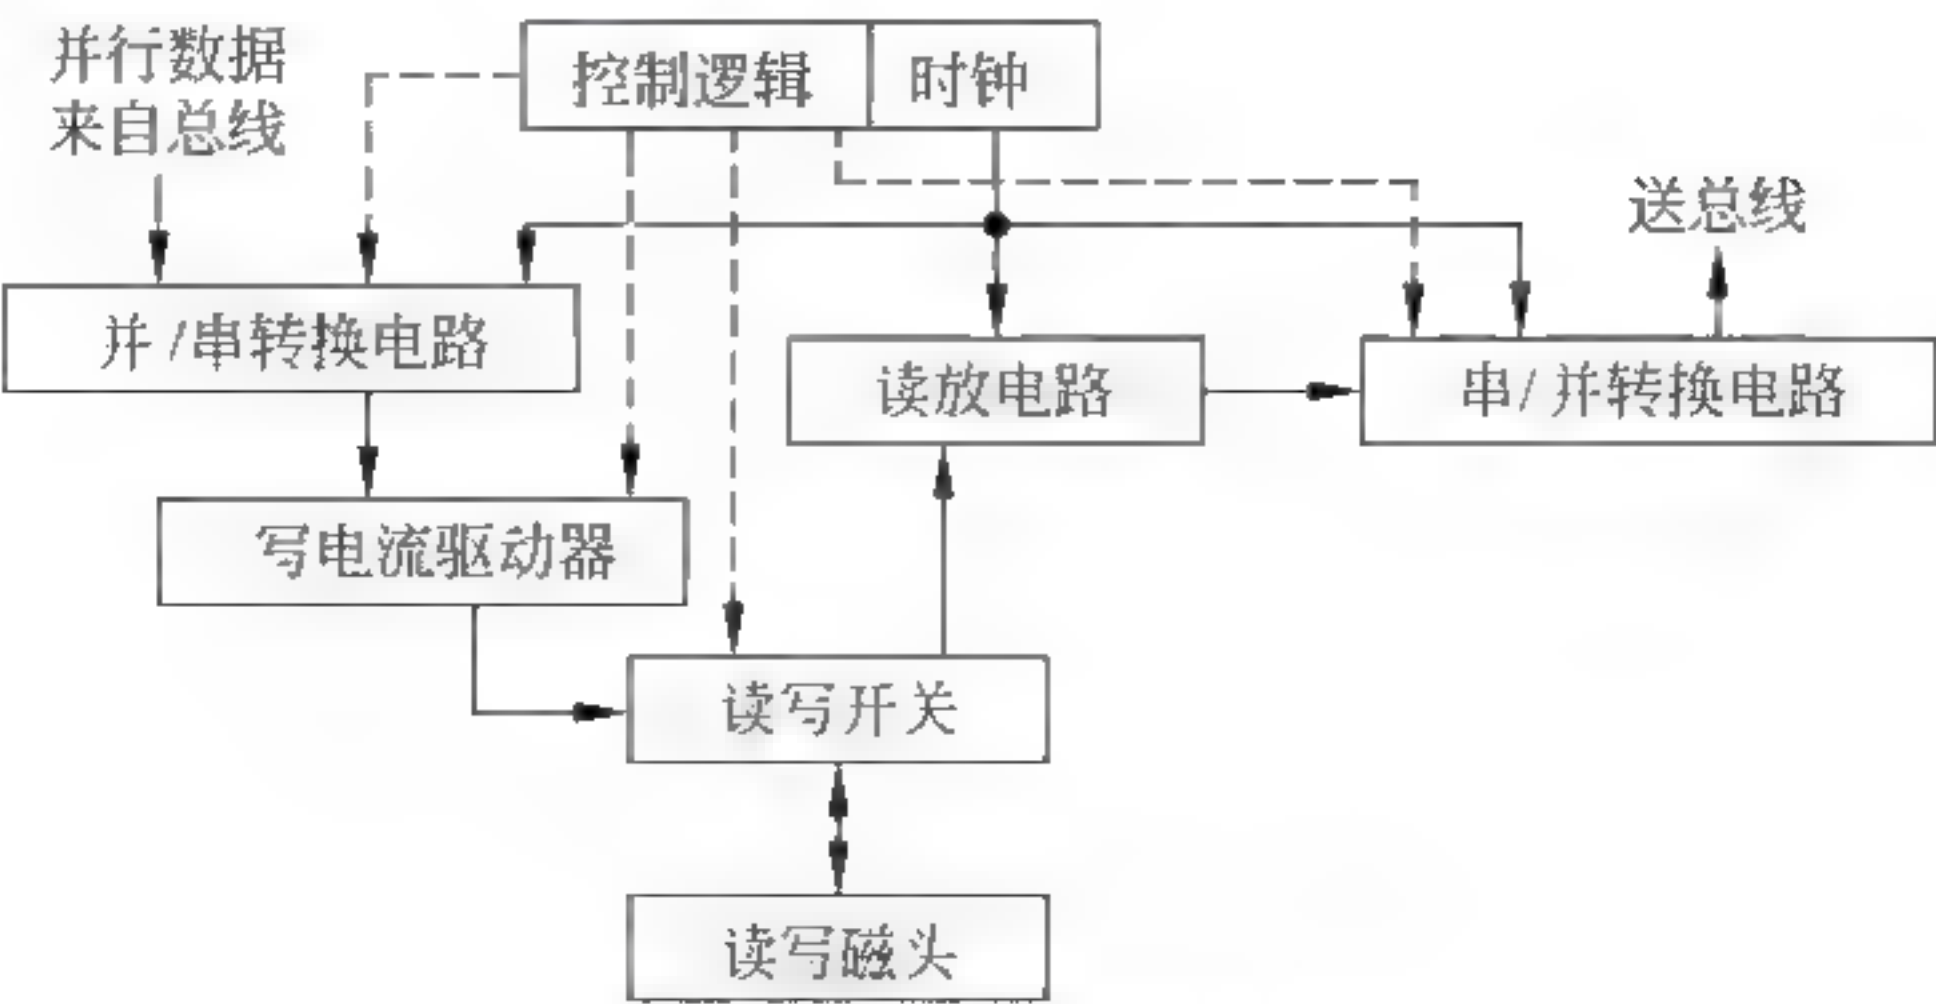 并行数据
来自总线
控制逻辑
时钟
送总线
并/串转换电路
读放电路
串/并转换电路
写电流驱动器
读写开关
读写磁头